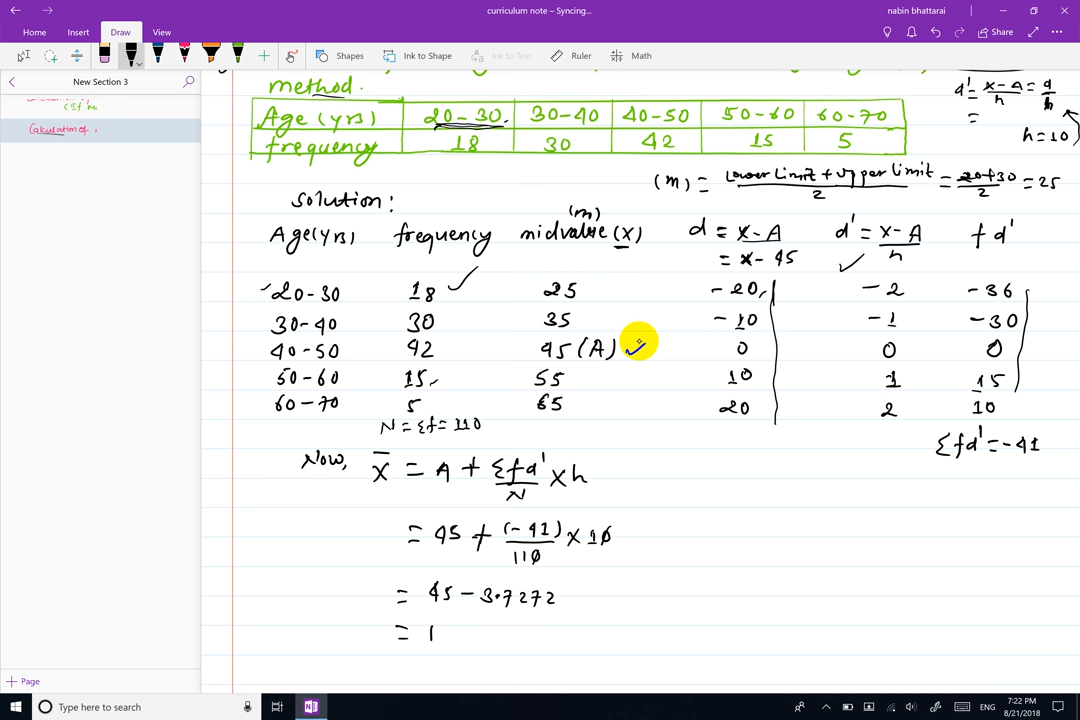 curriculum note – Syncing...
nabin bhattarai
Home Insert Draw View
Share
Shapes Ink to Shape Ink to Text Ruler Math
New Section 3
Calculation of ,
Page
method.
d' = x-A/h = d/h
=
h=10)
Age (yrs) 20-30 30-40 40-50 50-60 60-70
frequency 18 30 42 15 5
(m) = Lower Limit + Upper Limit/2 = 20+30/2 = 25
solution:
(m)
Age(yrs) frequency midvalue (x) d = x-A d' = x-A/h fd'
= x-45
20-30 18 25 -20 -2 -36
30-40 30 35 -10 -1 -30
40-50 42 45 (A) 0 0 0
50-60 15 55 10 1 15
60-70 5 65 20 2 10
N = Σf = 110
Σfd' = -41
Now, x̄ = A + Σfd'/N × h
= 45 + (-41)/110 × 10
= 45 - 3.7272
=
Type here to search
ENG
7:22 PM
8/21/2018